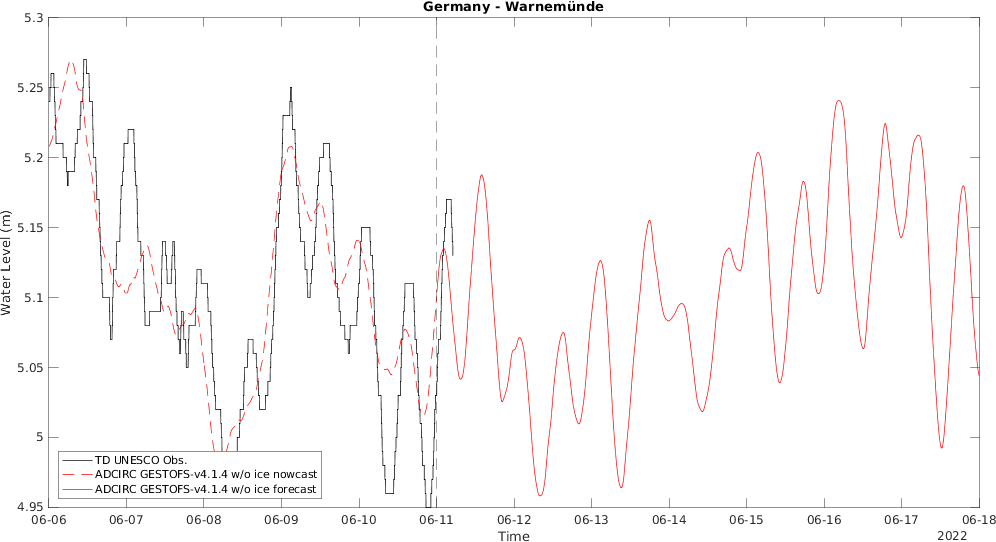 Germany - Warnemünde
5.3
5.25
5.2
5.15
5.1
5.05
5
4.95
Water Level (m)
TD UNESCO Obs.
ADCIRC GESTOFS-v4.1.4 w/o ice nowcast
ADCIRC GESTOFS-v4.1.4 w/o ice forecast
06-06 06-07 06-08 06-09 06-10 06-11 06-12 06-13 06-14 06-15 06-16 06-17 06-18
Time
2022